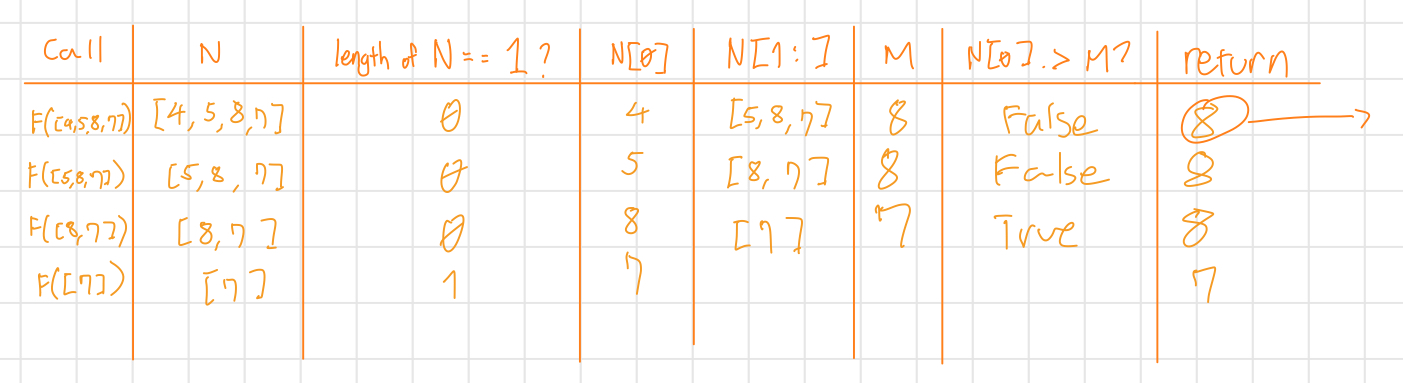 Call N length of N == 1? N[0] N[1:] M N[0] > M? return
F([4,5,8,7]) [4,5,8,7] 0 4 [5,8,7] 8 False 8
F([5,8,7]) [5,8,7] 0 5 [8,7] 8 False 8
F([8,7]) [8,7] 0 8 [7] 7 True 8
F([7]) [7] 1 7 7